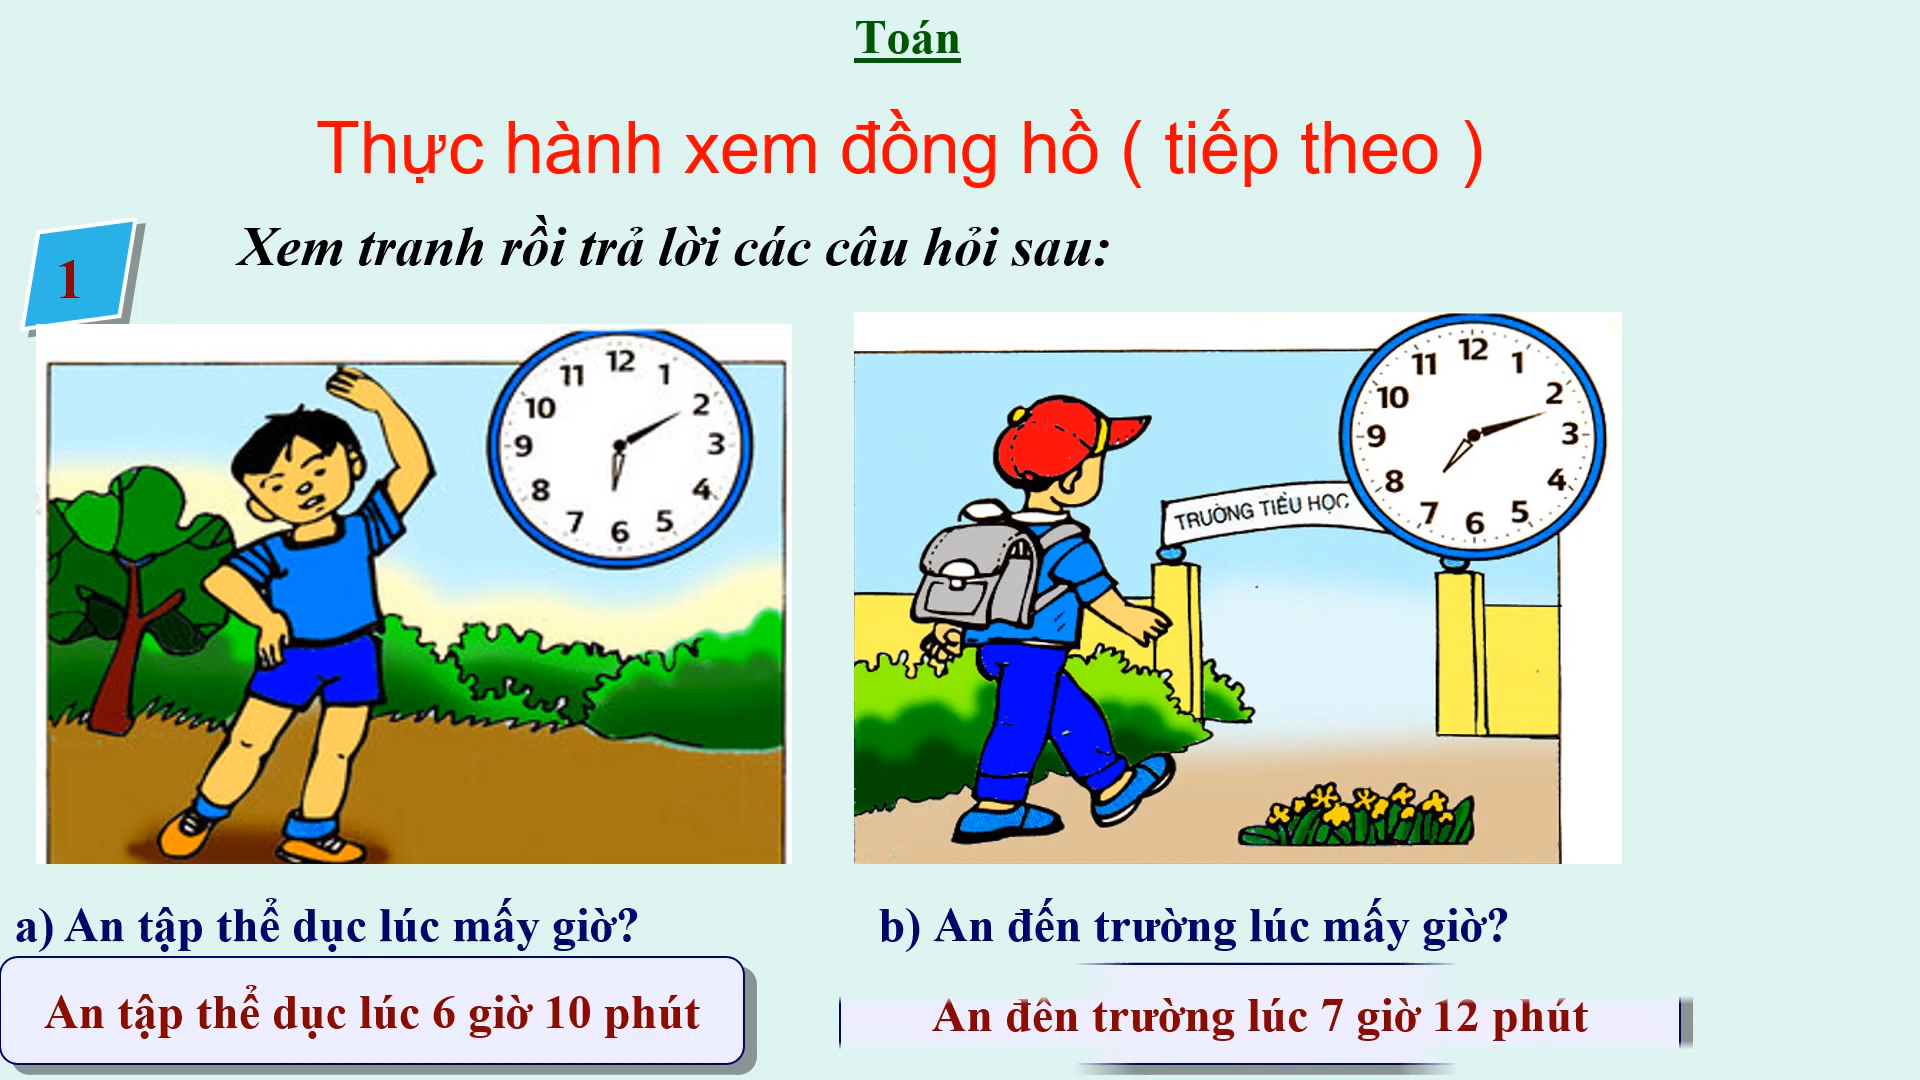 Toán
Thực hành xem đồng hồ ( tiếp theo )
1
Xem tranh rồi trả lời các câu hỏi sau:
12
11 1
10 2
9 3
8 4
7 5
6
12
11 1
10 2
9 3
8 4
7 5
6
TRƯỜNG TIỂU HỌC
a) An tập thể dục lúc mấy giờ?
b) An đến trường lúc mấy giờ?
An tập thể dục lúc 6 giờ 10 phút
An đến trường lúc 7 giờ 12 phút